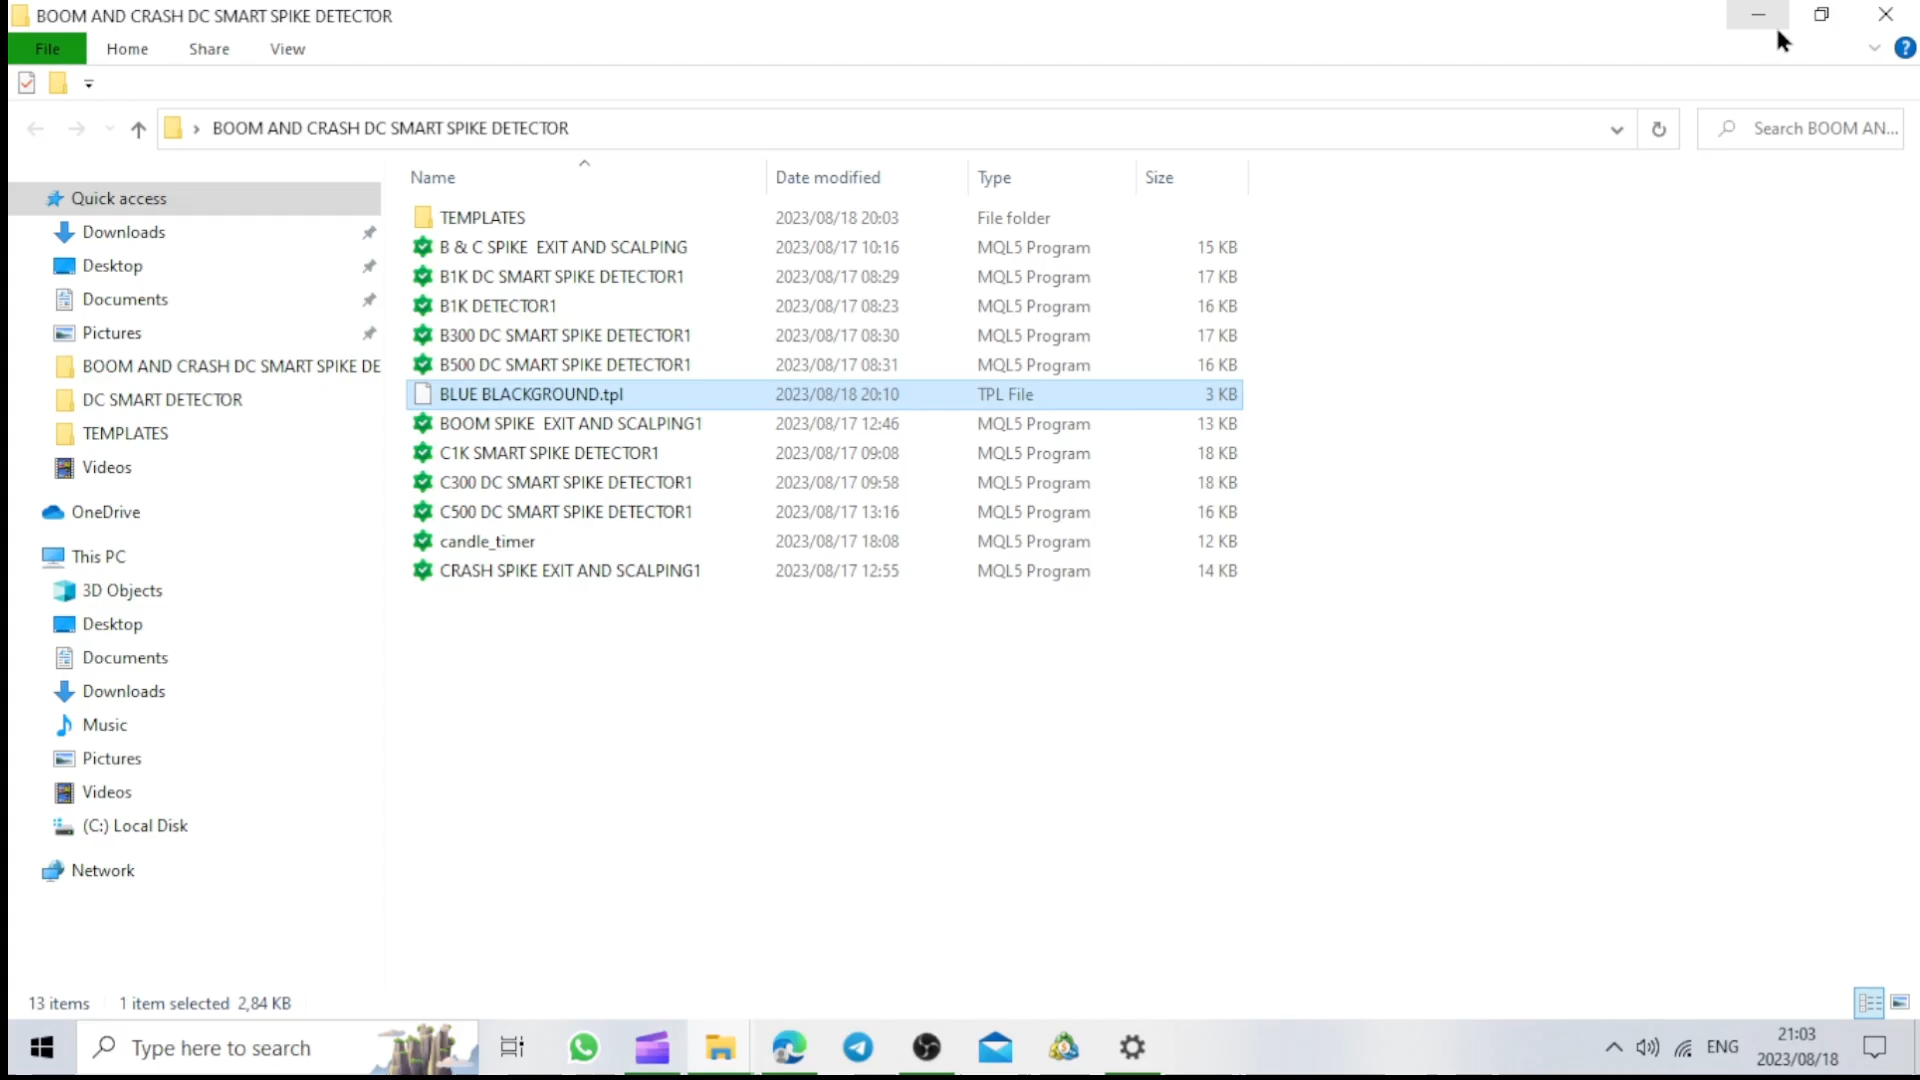 BOOM AND CRASH DC SMART SPIKE DETECTOR
File Home Share View
BOOM AND CRASH DC SMART SPIKE DETECTOR Search BOOM AN...
Name Date modified Type Size
Quick access
Downloads
Desktop
Documents
Pictures
BOOM AND CRASH DC SMART SPIKE DE
DC SMART DETECTOR
TEMPLATES
Videos
OneDrive
This PC
3D Objects
Desktop
Documents
Downloads
Music
Pictures
Videos
(C:) Local Disk
Network
TEMPLATES 2023/08/18 20:03 File folder
B & C SPIKE  EXIT AND SCALPING 2023/08/17 10:16 MQL5 Program 15 KB
B1K DC SMART SPIKE DETECTOR1 2023/08/17 08:29 MQL5 Program 17 KB
B1K DETECTOR1 2023/08/17 08:23 MQL5 Program 16 KB
B300 DC SMART SPIKE DETECTOR1 2023/08/17 08:30 MQL5 Program 17 KB
B500 DC SMART SPIKE DETECTOR1 2023/08/17 08:31 MQL5 Program 16 KB
BLUE BLACKGROUND.tpl 2023/08/18 20:10 TPL File 3 KB
BOOM SPIKE  EXIT AND SCALPING1 2023/08/17 12:46 MQL5 Program 13 KB
C1K SMART SPIKE DETECTOR1 2023/08/17 09:08 MQL5 Program 18 KB
C300 DC SMART SPIKE DETECTOR1 2023/08/17 09:58 MQL5 Program 18 KB
C500 DC SMART SPIKE DETECTOR1 2023/08/17 13:16 MQL5 Program 16 KB
candle_timer 2023/08/17 18:08 MQL5 Program 12 KB
CRASH SPIKE EXIT AND SCALPING1 2023/08/17 12:55 MQL5 Program 14 KB
13 items 1 item selected 2,84 KB
Type here to search ENG 21:03
2023/08/18